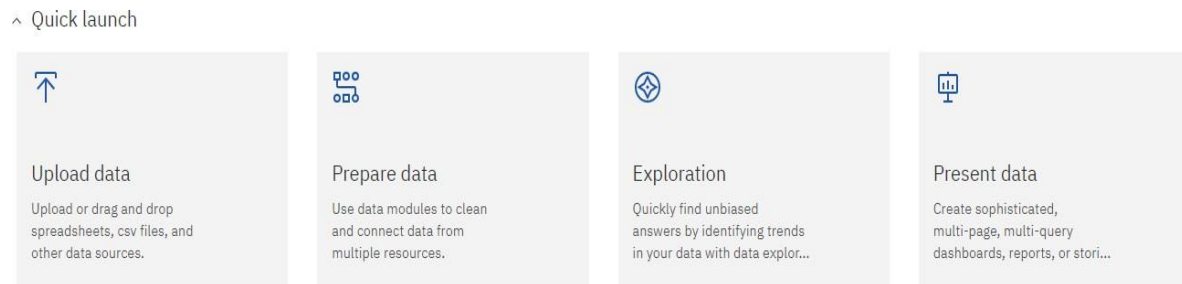 Quick launch
Upload data
Upload or drag and drop
spreadsheets, csv files, and
other data sources.
Prepare data
Use data modules to clean
and connect data from
multiple resources.
Exploration
Quickly find unbiased
answers by identifying trends
in your data with data explor...
Present data
Create sophisticated,
multi-page, multi-query
dashboards, reports, or stori...